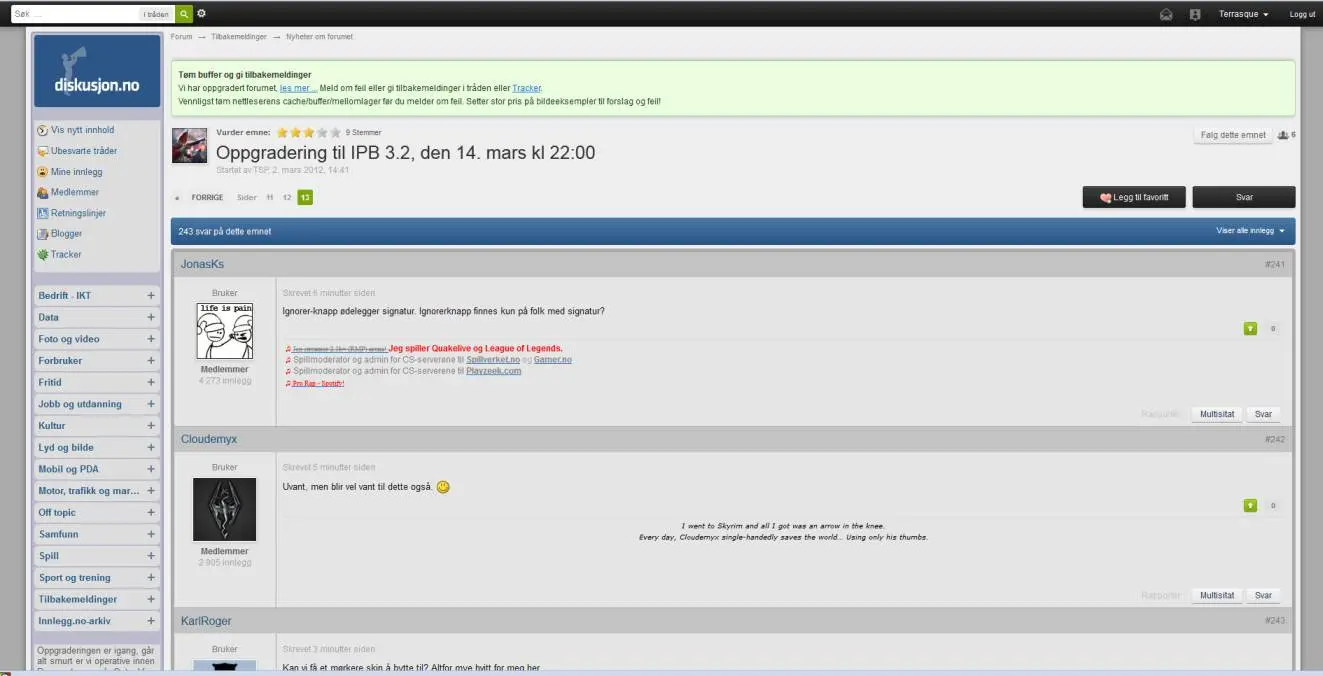 Søk ...
I tråden
Terrasque
Logg ut
diskusjon.no
Forum → Tilbakemeldinger → Nyheter om forumet
Tøm buffer og gi tilbakemeldinger
Vi har oppgradert forumet, les mer ... Meld om feil eller gi tilbakemeldinger i tråden eller Tracker.
Vennligst tøm nettleserens cache/buffer/mellomlager før du melder om feil. Setter stor pris på bildeeksempler til forslag og feil!
Vis nytt innhold
Ubesvarte tråder
Mine innlegg
Medlemmer
Retningslinjer
Blogger
Tracker
Bedrift - IKT +
Data +
Foto og video +
Forbruker +
Fritid +
Jobb og utdanning +
Kultur +
Lyd og bilde +
Mobil og PDA +
Motor, trafikk og mar... +
Off topic +
Samfunn +
Spill +
Sport og trening +
Tilbakemeldinger +
Innlegg.no-arkiv +
Oppgraderingen er igang, går
alt smurt er vi operative innen
Vurder emne: 9 Stemmer
Oppgradering til IPB 3.2, den 14. mars kl 22:00
Startet av TSP, 2. mars 2012, 14:41
Følg dette emnet 6
« FORRIGE Sider 11 12 13
Legg til favoritt
Svar
243 svar på dette emnet
Viser alle innlegg
JonasKs #241
Bruker
life is pain
Medlemmer
4 273 innlegg
Skrevet 6 minutter siden
Ignorer-knapp ødelegger signatur. Ignorerknapp finnes kun på folk med signatur?
0
Jeg spiller Quakelive og League of Legends.
Spillmoderator og admin for CS-serverene til Spillverket.no og Gamer.no
Spillmoderator og admin for CS-serverene til Playzeek.com
Pro Rap - Spotify!
Rapporter Multisitat Svar
Cloudemyx #242
Bruker
Medlemmer
2 905 innlegg
Skrevet 5 minutter siden
Uvant, men blir vel vant til dette også.
0
I went to Skyrim and all I got was an arrow in the knee.
Every day, Cloudemyx single-handedly saves the world... Using only his thumbs.
Rapporter Multisitat Svar
KarlRoger #243
Bruker
Skrevet 3 minutter siden
Kan vi få et mørkere skin å bytte til? Altfor mye hvitt for meg her